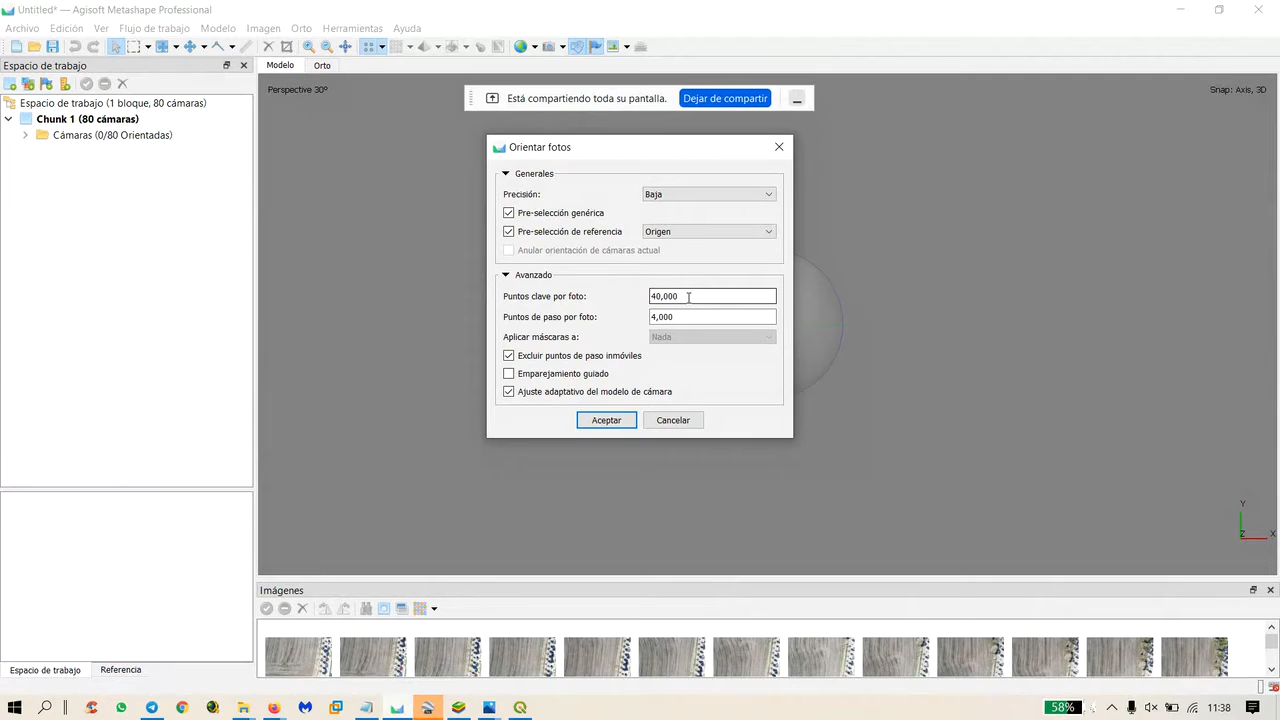 Untitled* — Agisoft Metashape Professional
Archivo Edición Ver Flujo de trabajo Modelo Imagen Orto Herramientas Ayuda
Espacio de trabajo
Modelo Orto
Espacio de trabajo (1 bloque, 80 cámaras)
Chunk 1 (80 cámaras)
Cámaras (0/80 Orientadas)
Perspective 30°
Snap: Axis, 3D
Está compartiendo toda su pantalla. Dejar de compartir
Orientar fotos
Generales
Precisión: Baja
Pre-selección genérica
Pre-selección de referencia Origen
Anular orientación de cámaras actual
Avanzado
Puntos clave por foto: 40,000
Puntos de paso por foto: 4,000
Aplicar máscaras a: Nada
Excluir puntos de paso inmóviles
Emparejamiento guiado
Ajuste adaptativo del modelo de cámara
Aceptar Cancelar
Y
Z X
Imágenes
Espacio de trabajo Referencia
58% 11:38